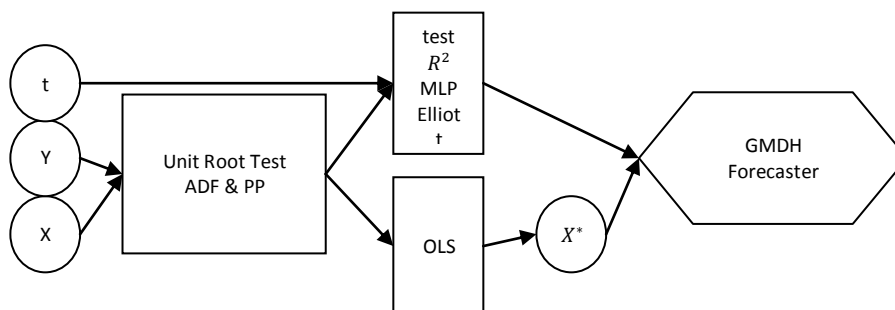 t
Y
X
Unit Root Test
ADF & PP
test
R²
MLP
Elliot
t
OLS
X*
GMDH
Forecaster